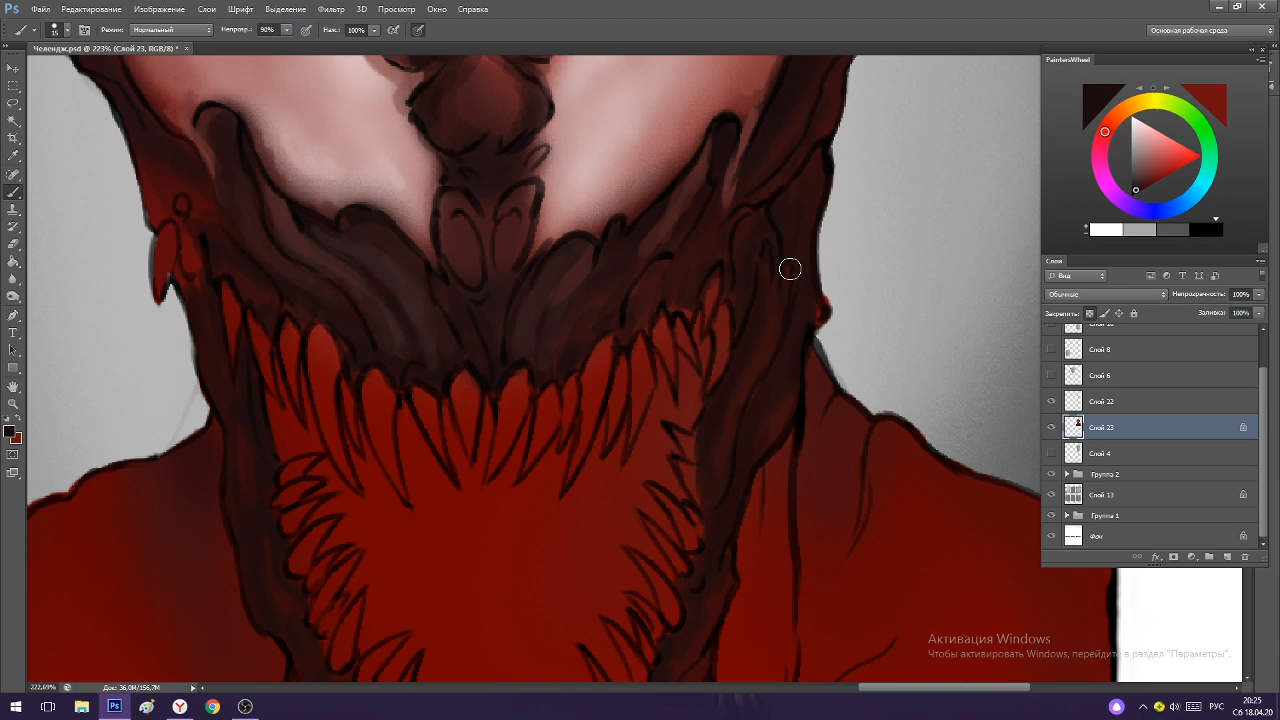 Ps Файл Редактирование Изображение Слои Шрифт Выделение Фильтр 3D Просмотр Окно Справка
15 Режим: Нормальный Непрозр.: 90% Наж.: 100% Основная рабочая среда
Челендж.psd @ 223% (Слой 23, RGB/8) * ×
PaintersWheel
Слои
Вид
Обычные Непрозрачность: 100%
Закрепить: Заливка: 100%
Слой 8
Слой 6
Слой 22
Слой 23
Слой 4
Группа 2
Слой 13
Группа 1
Фон
Активация Windows
Чтобы активировать Windows, перейдите в раздел "Параметры".
222,69% Док: 36,0M/156,7M
Ps РУС 20:25
Сб 18.04.20